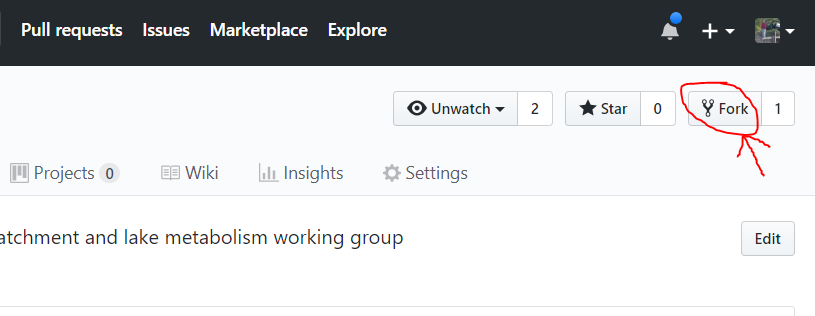 Pull requests Issues Marketplace Explore
Unwatch 2 Star 0 Fork 1
Projects 0 Wiki Insights Settings
atchment and lake metabolism working group Edit